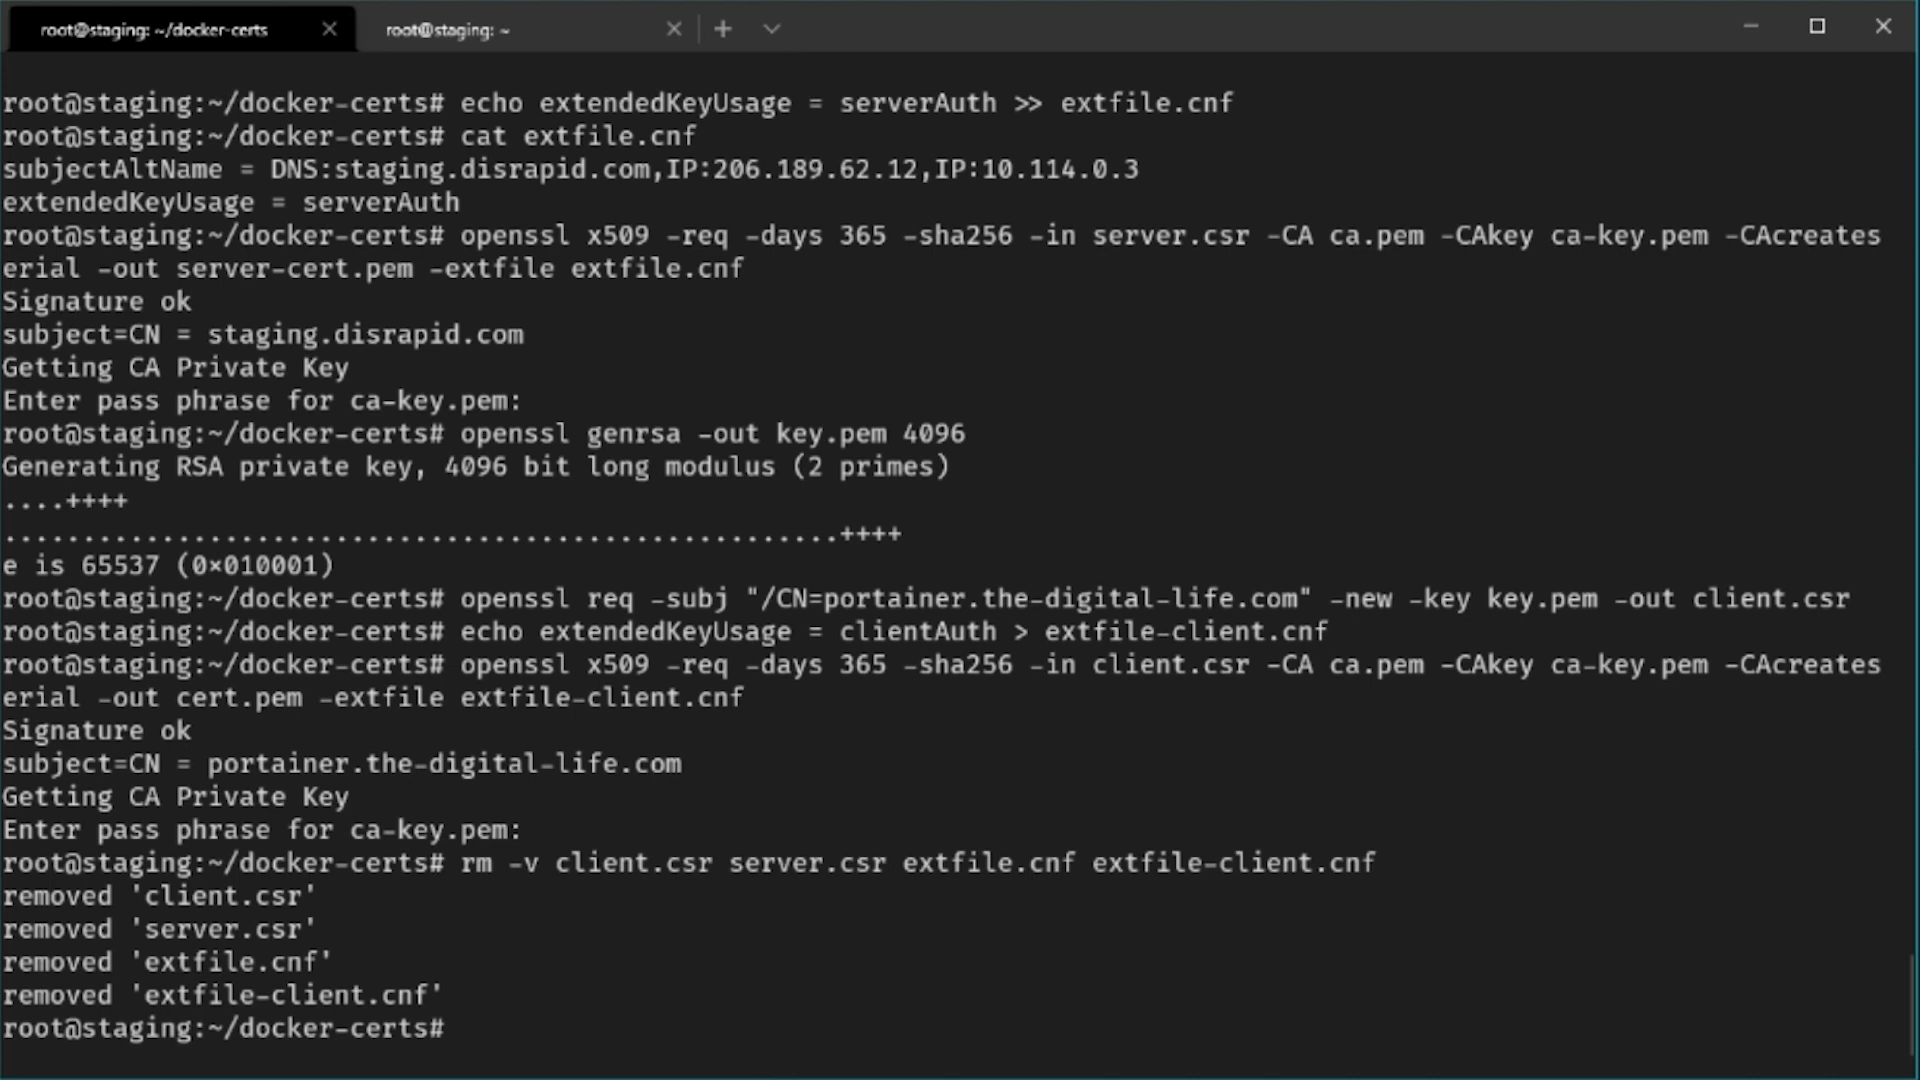 root@staging: ~/docker-certs
root@staging: ~
root@staging:~/docker-certs# echo extendedKeyUsage = serverAuth >> extfile.cnf
root@staging:~/docker-certs# cat extfile.cnf
subjectAltName = DNS:staging.disrapid.com,IP:206.189.62.12,IP:10.114.0.3
extendedKeyUsage = serverAuth
root@staging:~/docker-certs# openssl x509 -req -days 365 -sha256 -in server.csr -CA ca.pem -CAkey ca-key.pem -CAcreates
erial -out server-cert.pem -extfile extfile.cnf
Signature ok
subject=CN = staging.disrapid.com
Getting CA Private Key
Enter pass phrase for ca-key.pem:
root@staging:~/docker-certs# openssl genrsa -out key.pem 4096
Generating RSA private key, 4096 bit long modulus (2 primes)
....++++
.....................................................++++
e is 65537 (0x010001)
root@staging:~/docker-certs# openssl req -subj "/CN=portainer.the-digital-life.com" -new -key key.pem -out client.csr
root@staging:~/docker-certs# echo extendedKeyUsage = clientAuth > extfile-client.cnf
root@staging:~/docker-certs# openssl x509 -req -days 365 -sha256 -in client.csr -CA ca.pem -CAkey ca-key.pem -CAcreates
erial -out cert.pem -extfile extfile-client.cnf
Signature ok
subject=CN = portainer.the-digital-life.com
Getting CA Private Key
Enter pass phrase for ca-key.pem:
root@staging:~/docker-certs# rm -v client.csr server.csr extfile.cnf extfile-client.cnf
removed 'client.csr'
removed 'server.csr'
removed 'extfile.cnf'
removed 'extfile-client.cnf'
root@staging:~/docker-certs#